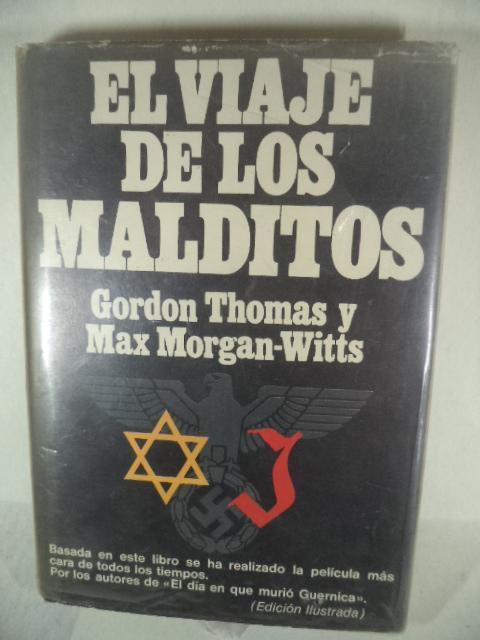 EL VIAJE
DE LOS
MALDITOS
Gordon Thomas y
Max Morgan-Witts
J
Basada en este libro se ha realizado la película más
cara de todos los tiempos.
Por los autores de «El día en que murió Guernica».
(Edición Ilustrada)